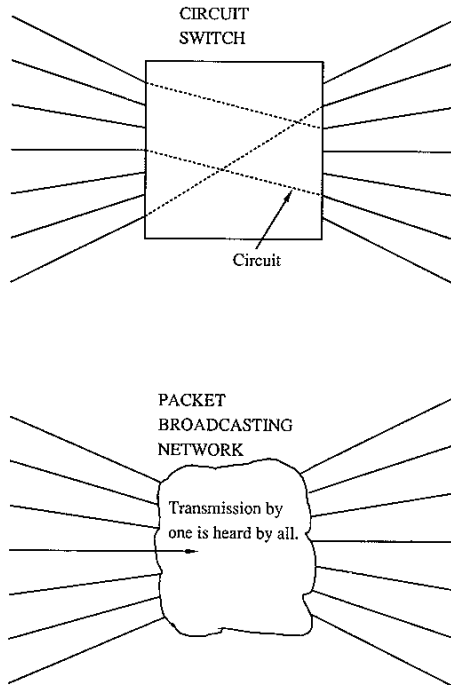 CIRCUIT
SWITCH
Circuit
PACKET
BROADCASTING
NETWORK
Transmission by
one is heard by all.